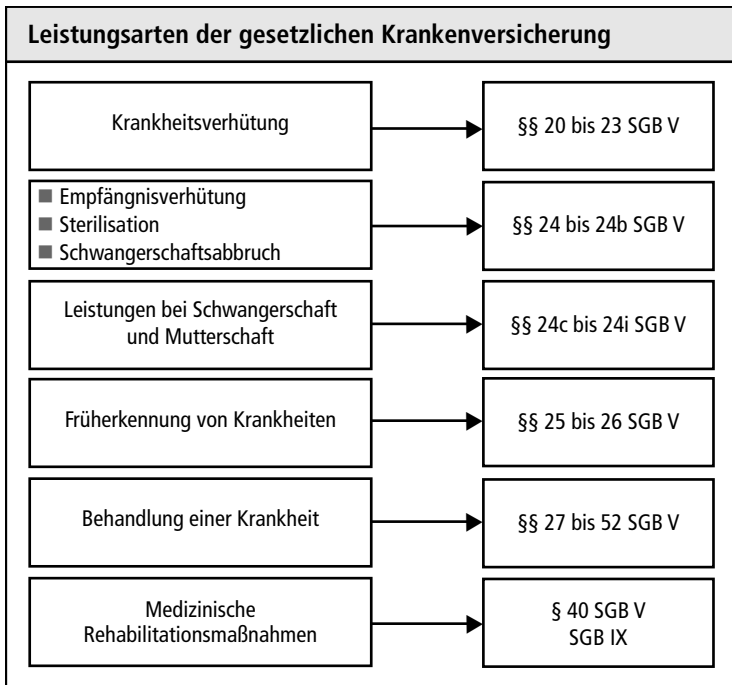 Leistungsarten der gesetzlichen Krankenversicherung
Krankheitsverhütung
§§ 20 bis 23 SGB V
■ Empfängnisverhütung
■ Sterilisation
■ Schwangerschaftsabbruch
§§ 24 bis 24b SGB V
Leistungen bei Schwangerschaft
und Mutterschaft
§§ 24c bis 24i SGB V
Früherkennung von Krankheiten
§§ 25 bis 26 SGB V
Behandlung einer Krankheit
§§ 27 bis 52 SGB V
Medizinische
Rehabilitationsmaßnahmen
§ 40 SGB V
SGB IX